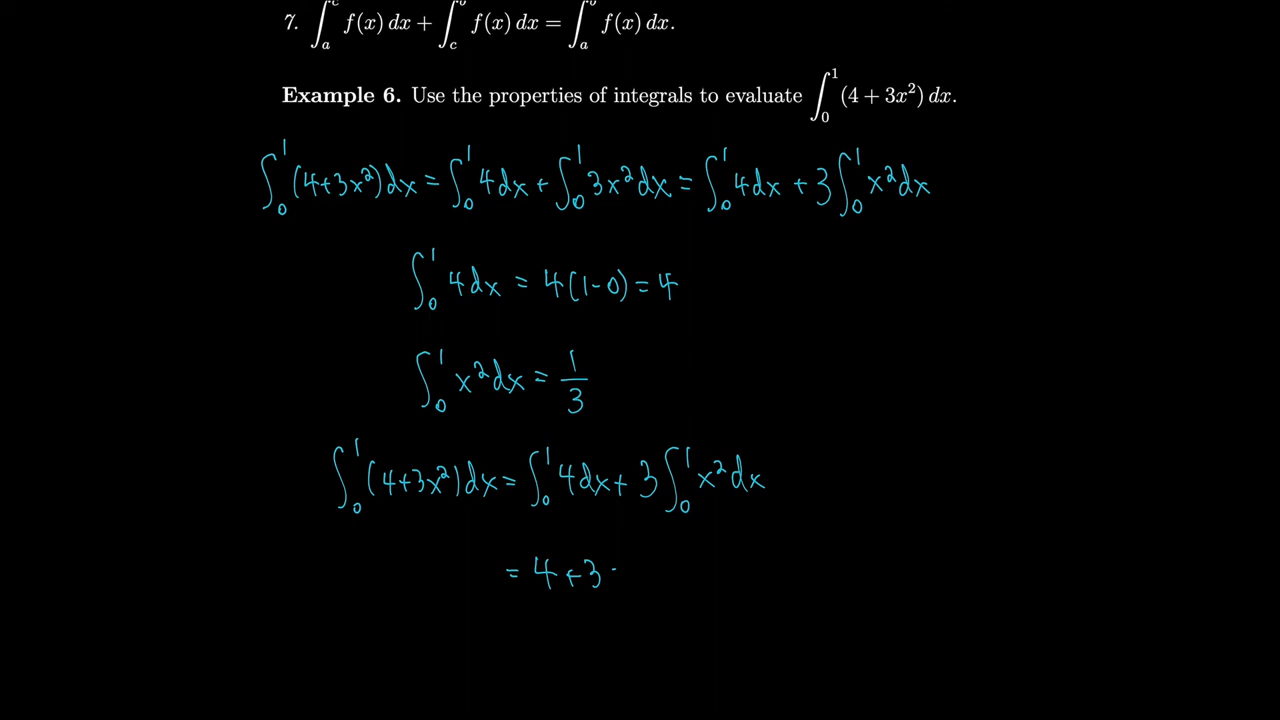 7. ∫_a^c f(x) dx + ∫_c^b f(x) dx = ∫_a^b f(x) dx.
Example 6. Use the properties of integrals to evaluate ∫_0^1 (4 + 3x²) dx.
∫_0^1 (4+3x²)dx = ∫_0^1 4dx + ∫_0^1 3x²dx = ∫_0^1 4dx + 3∫_0^1 x²dx
∫_0^1 4dx = 4(1-0) = 4
∫_0^1 x²dx = 1/3
∫_0^1 (4+3x²)dx = ∫_0^1 4dx + 3∫_0^1 x²dx
= 4+3·